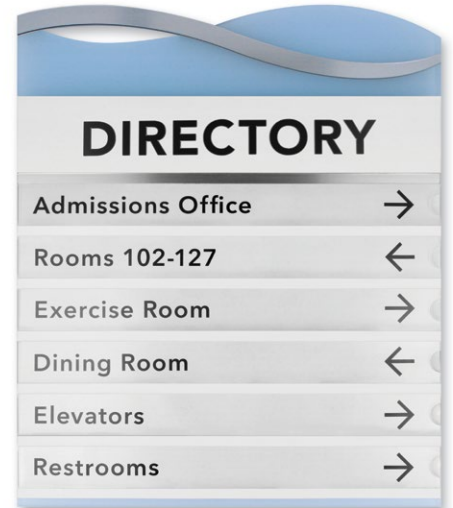 DIRECTORY
Admissions Office →
Rooms 102-127 ←
Exercise Room →
Dining Room ←
Elevators →
Restrooms →